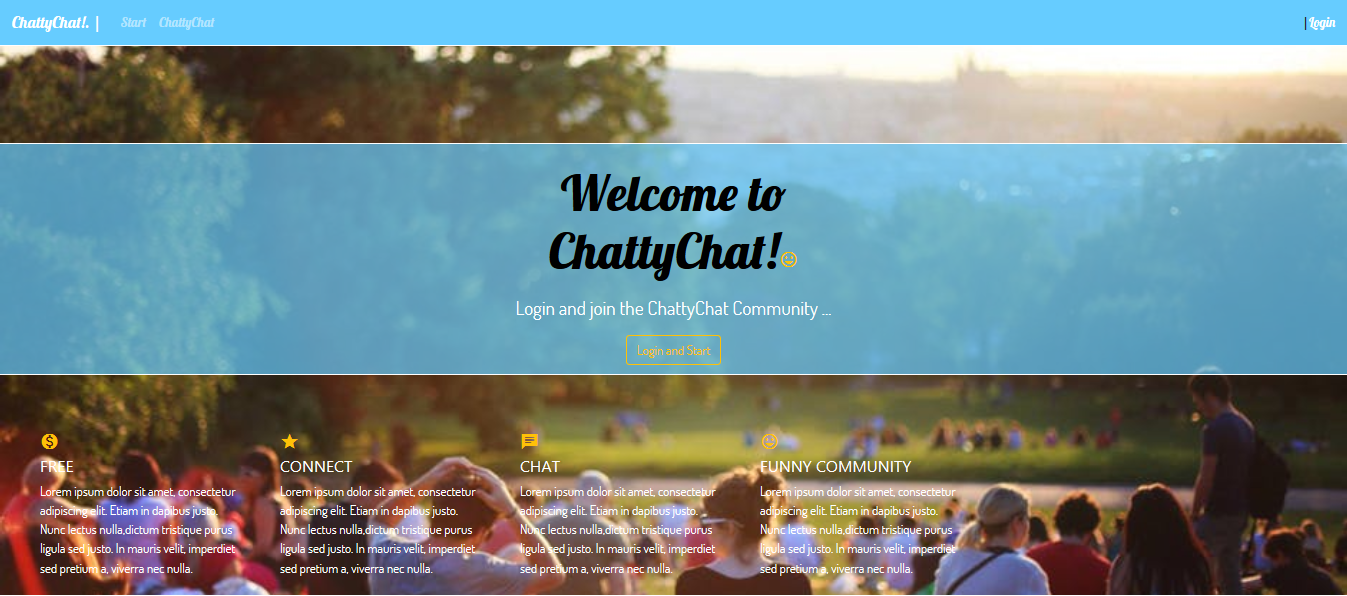 ChattyChat!. |
Start ChattyChat
| Login
Welcome to
ChattyChat!
Login and join the ChattyChat Community ...
Login and Start
FREE
Lorem ipsum dolor sit amet, consectetur
adipiscing elit. Etiam in dapibus justo.
Nunc lectus nulla,dictum tristique purus
ligula sed justo. In mauris velit, imperdiet
sed pretium a, viverra nec nulla.
CONNECT
Lorem ipsum dolor sit amet, consectetur
adipiscing elit. Etiam in dapibus justo.
Nunc lectus nulla,dictum tristique purus
ligula sed justo. In mauris velit, imperdiet
sed pretium a, viverra nec nulla.
CHAT
Lorem ipsum dolor sit amet, consectetur
adipiscing elit. Etiam in dapibus justo.
Nunc lectus nulla,dictum tristique purus
ligula sed justo. In mauris velit, imperdiet
sed pretium a, viverra nec nulla.
FUNNY COMMUNITY
Lorem ipsum dolor sit amet, consectetur
adipiscing elit. Etiam in dapibus justo.
Nunc lectus nulla,dictum tristique purus
ligula sed justo. In mauris velit, imperdiet
sed pretium a, viverra nec nulla.